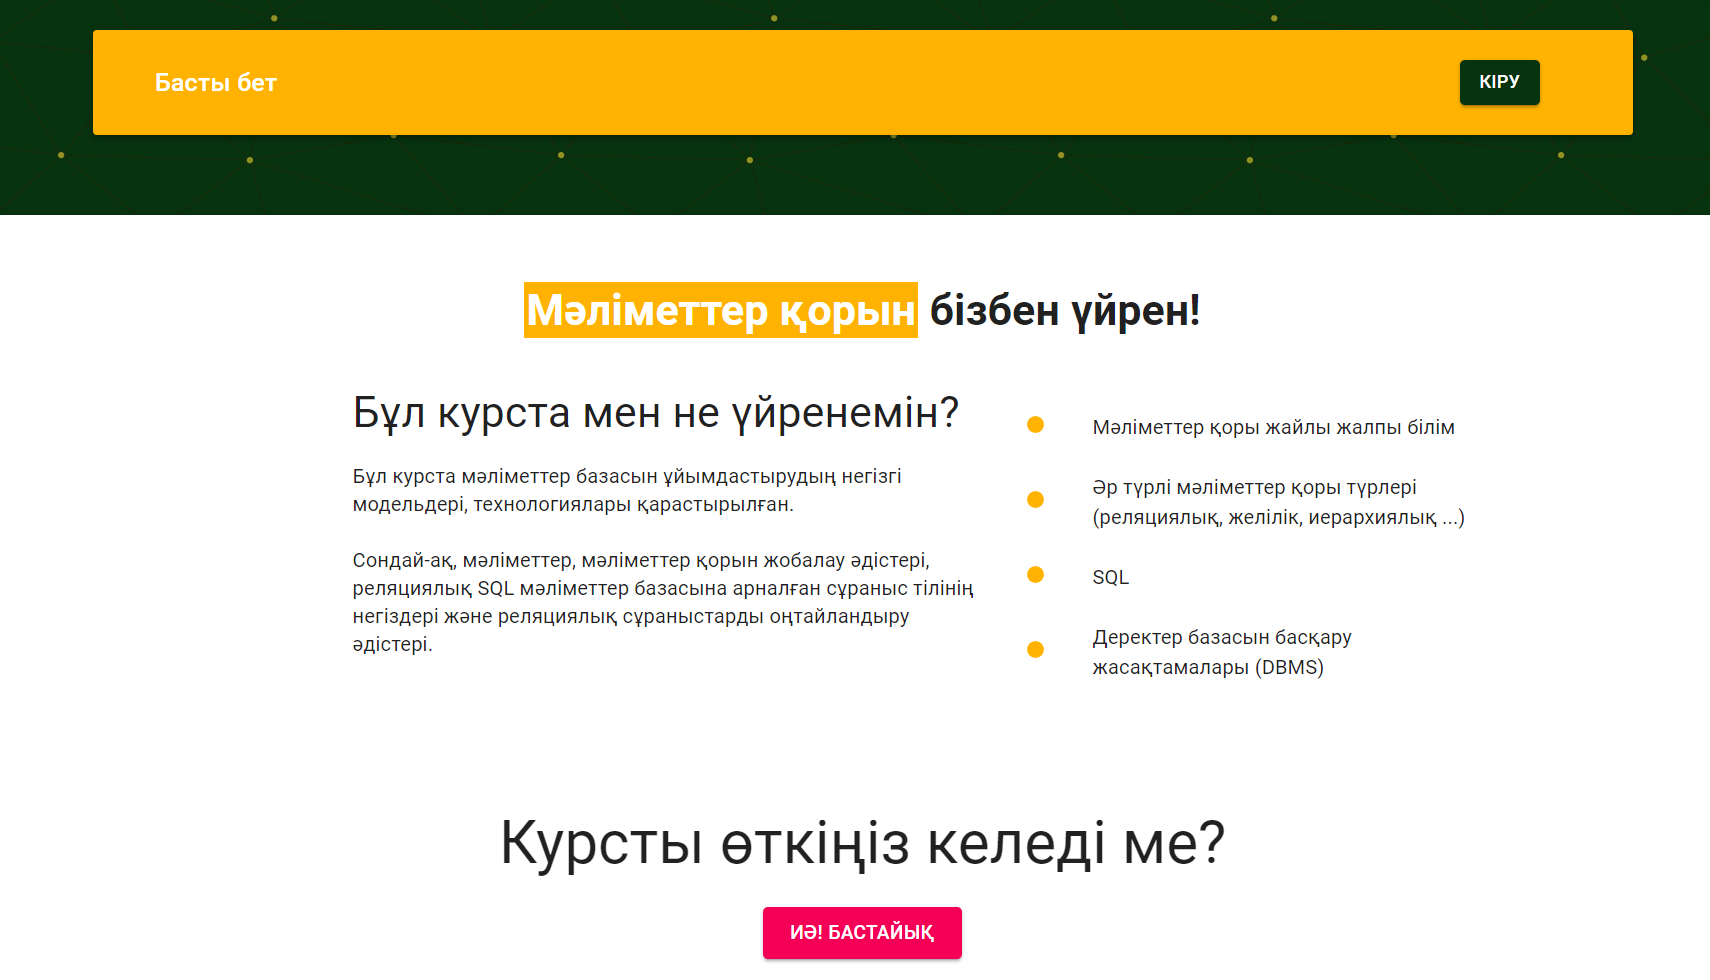 Басты бет
КІРУ
Мәліметтер қорын бізбен үйрен!
Бұл курста мен не үйренемін?
Бұл курста мәліметтер базасын ұйымдастырудың негізгі
модельдері, технологиялары қарастырылған.
Сондай-ақ, мәліметтер, мәліметтер қорын жобалау әдістері,
реляциялық SQL мәліметтер базасына арналған сұраныс тілінің
негіздері және реляциялық сұраныстарды оңтайландыру
әдістері.
Мәліметтер қоры жайлы жалпы білім
Әр түрлі мәліметтер қоры түрлері
(реляциялық, желілік, иерархиялық ...)
SQL
Деректер базасын басқару
жасақтамалары (DBMS)
Курсты өткіңіз келеді ме?
ИӘ! БАСТАЙЫҚ